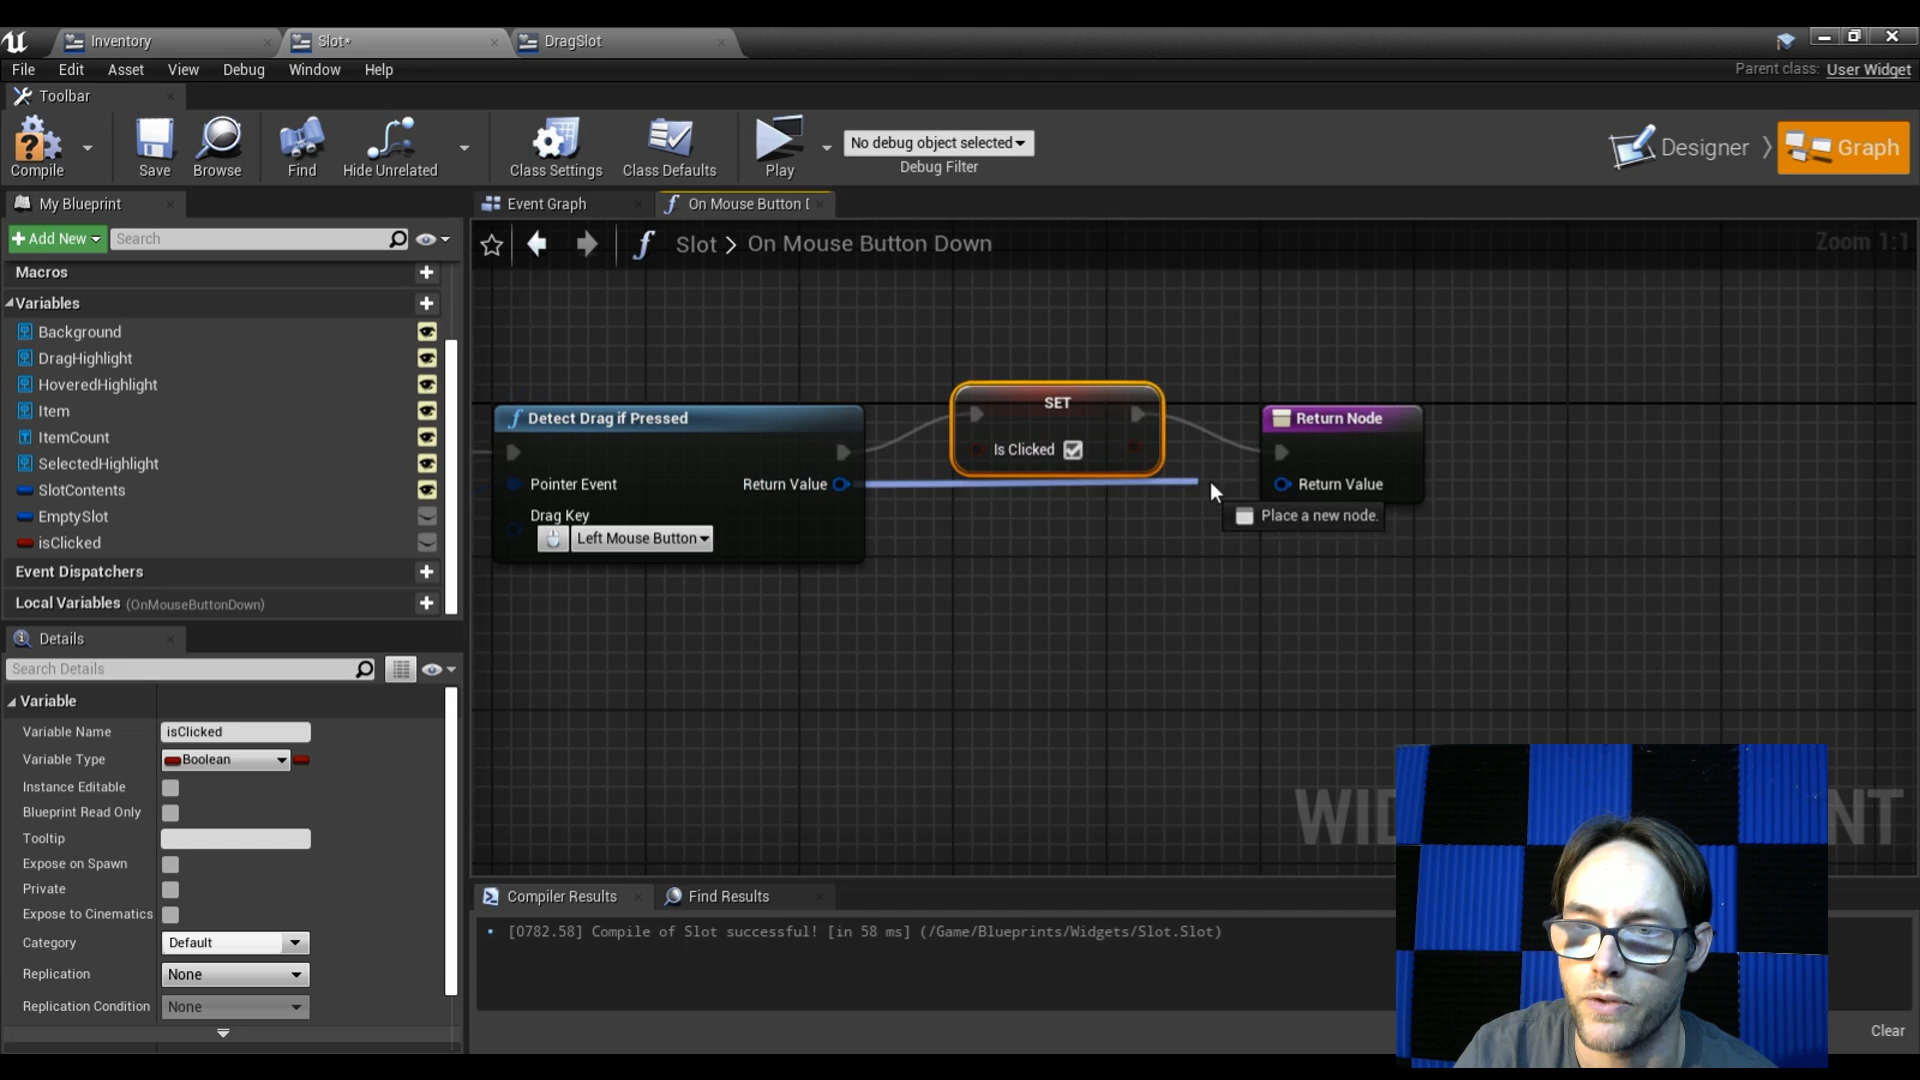 Inventory
Slot*
DragSlot
File Edit Asset View Debug Window Help
Parent class: User Widget
Toolbar
Compile
Save
Browse
Find
Hide Unrelated
Class Settings
Class Defaults
Play
No debug object selected
Debug Filter
Designer
Graph
My Blueprint
Event Graph
On Mouse Button D
Add New
Search
Slot > On Mouse Button Down
Zoom 1:1
Macros
Variables
Background
DragHighlight
HoveredHighlight
Item
ItemCount
SelectedHighlight
SlotContents
EmptySlot
isClicked
Event Dispatchers
Local Variables (OnMouseButtonDown)
Detect Drag if Pressed
Pointer Event
Return Value
Drag Key
Left Mouse Button
SET
Is Clicked
Return Node
Return Value
Place a new node.
Details
Search Details
Variable
Variable Name isClicked
Variable Type Boolean
Instance Editable
Blueprint Read Only
Tooltip
Expose on Spawn
Private
Expose to Cinematics
Category Default
Replication None
Replication Condition None
Compiler Results
Find Results
[0782.58] Compile of Slot successful! [in 58 ms] (/Game/Blueprints/Widgets/Slot.Slot)
Clear